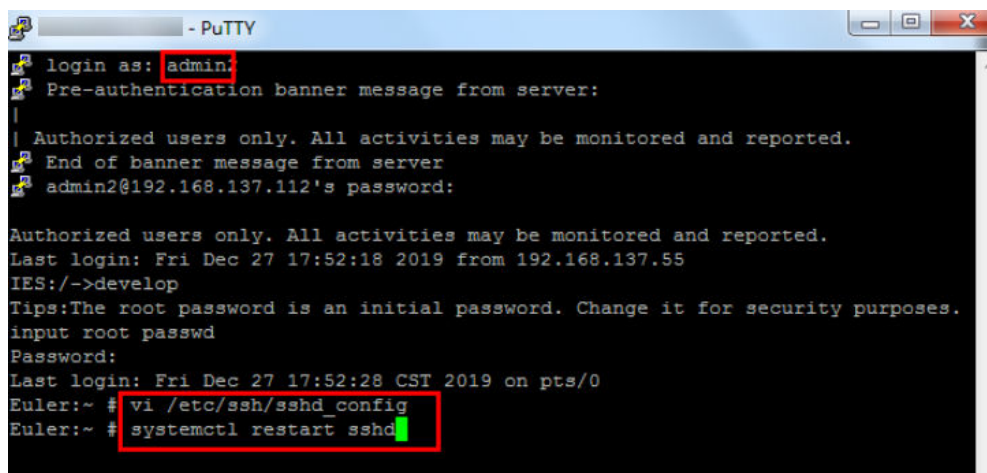 - PuTTY
login as: admin2
Pre-authentication banner message from server:
|
| Authorized users only. All activities may be monitored and reported.
End of banner message from server
admin2@192.168.137.112's password:
Authorized users only. All activities may be monitored and reported.
Last login: Fri Dec 27 17:52:18 2019 from 192.168.137.55
IES:/->develop
Tips:The root password is an initial password. Change it for security purposes.
input root passwd
Password:
Last login: Fri Dec 27 17:52:28 CST 2019 on pts/0
Euler:~ # vi /etc/ssh/sshd_config
Euler:~ # systemctl restart sshd